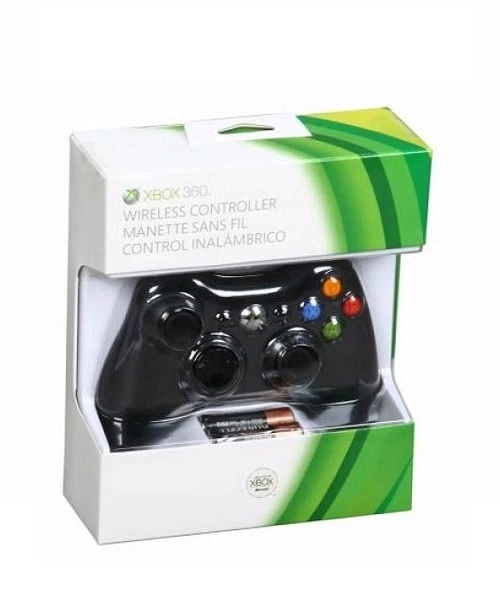 XBOX 360
WIRELESS CONTROLLER
MANETTE SANS FIL
CONTROL INALÁMBRICO
XBOX